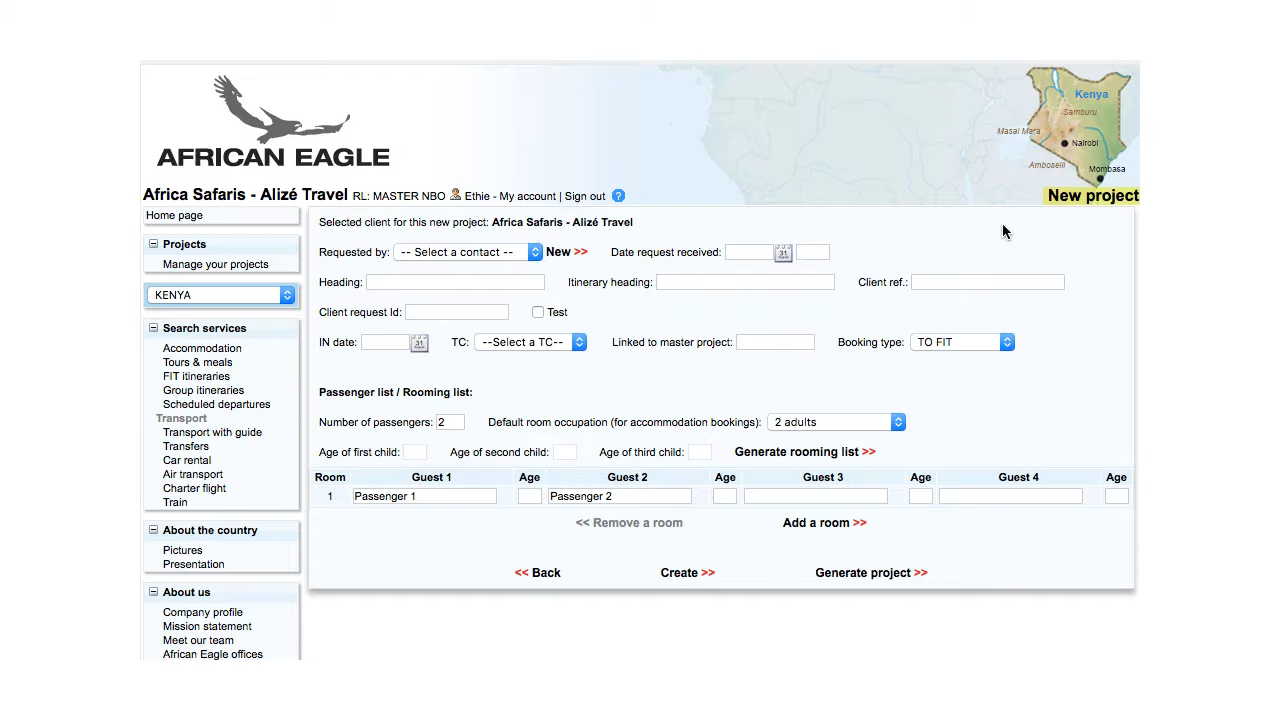 AFRICAN EAGLE
Kenya
Samburu
Masai Mara
Nairobi
Amboselli
Mombasa
Africa Safaris - Alizé Travel RL: MASTER NBO Ethie - My account | Sign out ?
New project
Home page
Projects
Manage your projects
KENYA
Search services
Accommodation
Tours & meals
FIT itineraries
Group itineraries
Scheduled departures
Transport
Transport with guide
Transfers
Car rental
Air transport
Charter flight
Train
About the country
Pictures
Presentation
About us
Company profile
Mission statement
Meet our team
African Eagle offices
Selected client for this new project: Africa Safaris - Alizé Travel
Requested by: -- Select a contact -- New >> Date request received: 31
Heading: Itinerary heading: Client ref.:
Client request Id: Test
IN date: 31 TC: --Select a TC-- Linked to master project: Booking type: TO FIT
Passenger list / Rooming list:
Number of passengers: 2 Default room occupation (for accommodation bookings): 2 adults
Age of first child: Age of second child: Age of third child: Generate rooming list >>
Room Guest 1 Age Guest 2 Age Guest 3 Age Guest 4 Age
1 Passenger 1 Passenger 2
<< Remove a room Add a room >>
<< Back Create >> Generate project >>